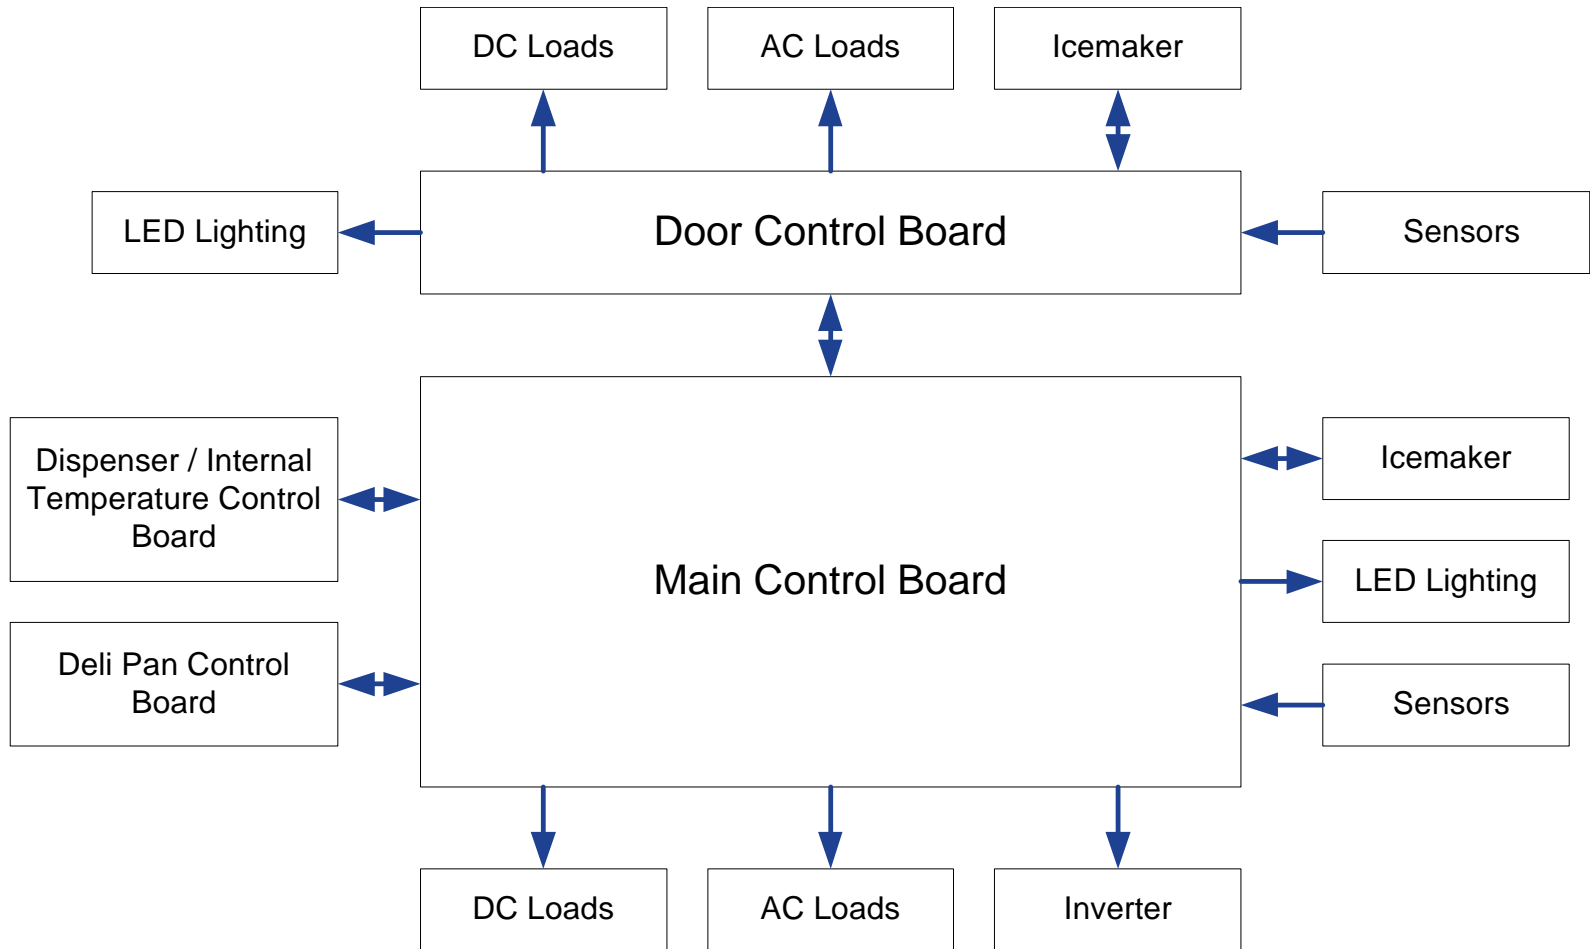 DC Loads
AC Loads
Icemaker
LED Lighting
Door Control Board
Sensors
Dispenser / Internal
Temperature Control
Board
Icemaker
Main Control Board
LED Lighting
Deli Pan Control
Board
Sensors
DC Loads
AC Loads
Inverter